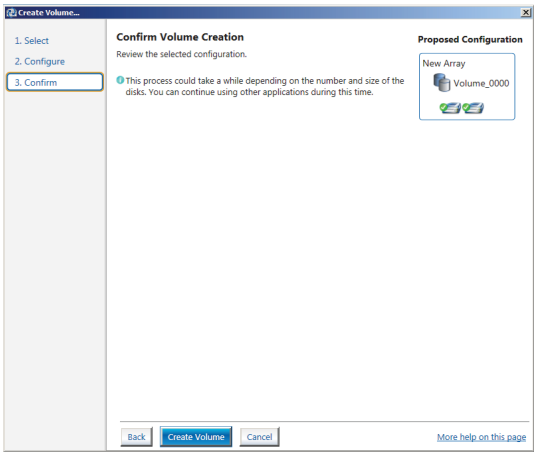 Create Volume...
1. Select
2. Configure
3. Confirm
Confirm Volume Creation
Review the selected configuration.
This process could take a while depending on the number and size of the
disks. You can continue using other applications during this time.
Proposed Configuration
New Array
Volume_0000
Back
Create Volume
Cancel
More help on this page